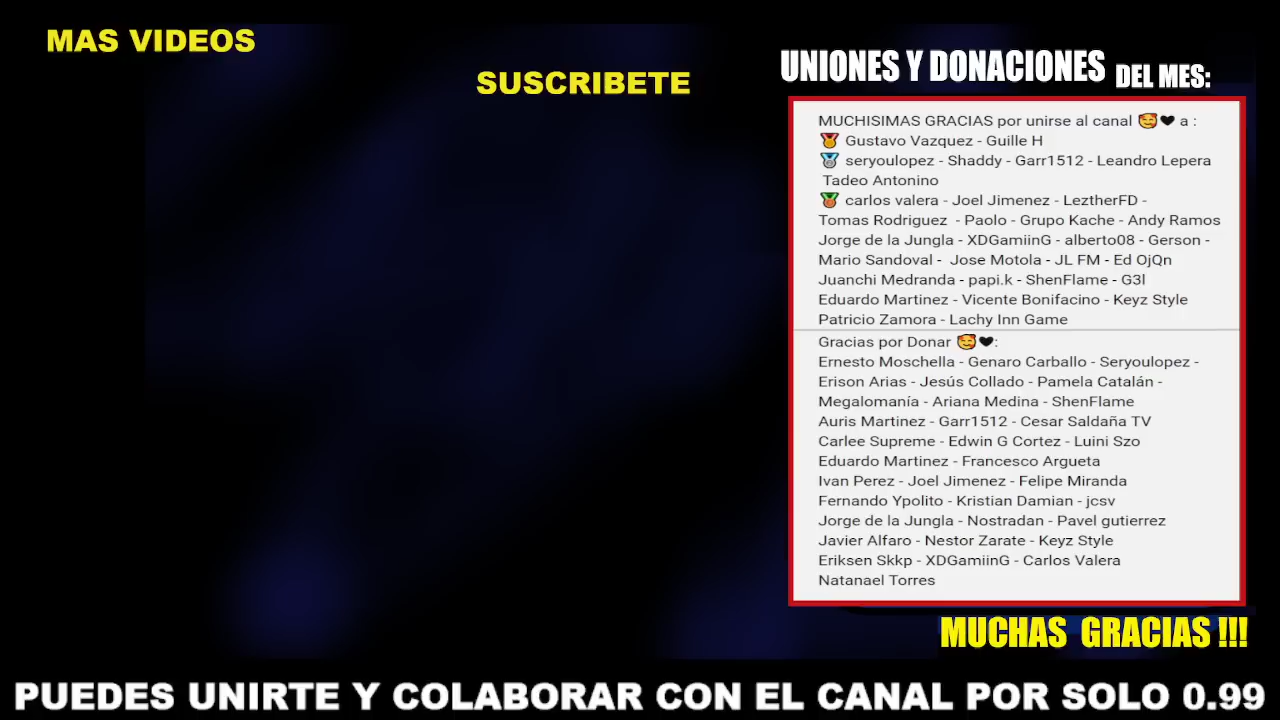 MAS VIDEOS
SUSCRIBETE
UNIONES Y DONACIONES DEL MES:
MUCHISIMAS GRACIAS por unirse al canal 🥰🖤 a :
🥇 Gustavo Vazquez - Guille H
🥈 seryoulopez - Shaddy - Garr1512 - Leandro Lepera
Tadeo Antonino
🥉 carlos valera - Joel Jimenez - LeztherFD -
Tomas Rodriguez - Paolo - Grupo Kache - Andy Ramos
Jorge de la Jungla - XDGamiinG - alberto08 - Gerson -
Mario Sandoval - Jose Motola - JL FM - Ed OjQn
Juanchi Medranda - papi.k - ShenFlame - G3l
Eduardo Martinez - Vicente Bonifacino - Keyz Style
Patricio Zamora - Lachy Inn Game
Gracias por Donar 🥰🖤:
Ernesto Moschella - Genaro Carballo - Seryoulopez -
Erison Arias - Jesús Collado - Pamela Catalán -
Megalomanía - Ariana Medina - ShenFlame
Auris Martinez - Garr1512 - Cesar Saldaña TV
Carlee Supreme - Edwin G Cortez - Luini Szo
Eduardo Martinez - Francesco Argueta
Ivan Perez - Joel Jimenez - Felipe Miranda
Fernando Ypolito - Kristian Damian - jcsv
Jorge de la Jungla - Nostradan - Pavel gutierrez
Javier Alfaro - Nestor Zarate - Keyz Style
Eriksen Skkp - XDGamiinG - Carlos Valera
Natanael Torres
MUCHAS GRACIAS !!!
PUEDES UNIRTE Y COLABORAR CON EL CANAL POR SOLO 0.99